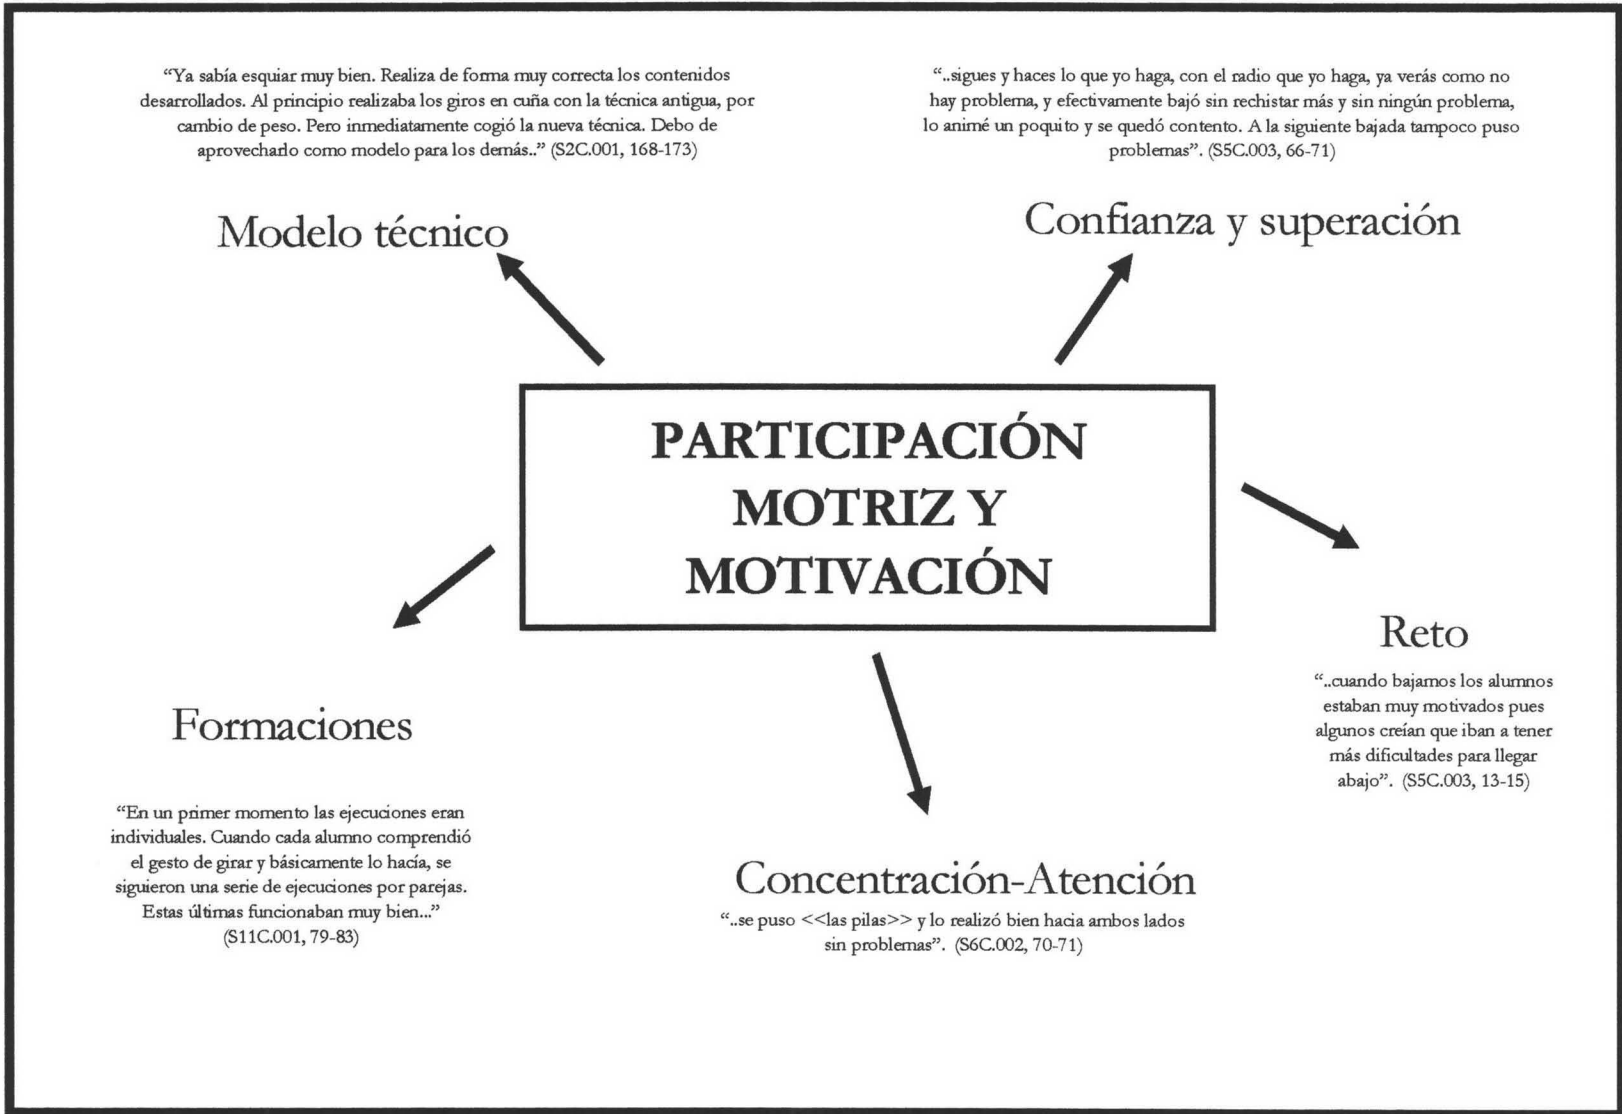 “Ya sabía esquiar muy bien. Realiza de forma muy correcta los contenidos
desarrollados. Al principio realizaba los giros en cuña con la técnica antigua, por
cambio de peso. Pero inmediatamente cogió la nueva técnica. Debo de
aprovecharlo como modelo para los demás..” (S2C.001, 168-173)
Modelo técnico
“..sigues y haces lo que yo haga, con el radio que yo haga, ya verás como no
hay problema, y efectivamente bajó sin rechistar más y sin ningún problema,
lo animé un poquito y se quedó contento. A la siguiente bajada tampoco puso
problemas”. (S5C.003, 66-71)
Confianza y superación
PARTICIPACIÓN
MOTRIZ Y
MOTIVACIÓN
Reto
“..cuando bajamos los alumnos
estaban muy motivados pues
algunos creían que iban a tener
más dificultades para llegar
abajo”. (S5C.003, 13-15)
Formaciones
“En un primer momento las ejecuciones eran
individuales. Cuando cada alumno comprendió
el gesto de girar y básicamente lo hacía, se
siguieron una serie de ejecuciones por parejas.
Estas últimas funcionaban muy bien...”
(S11C.001, 79-83)
Concentración-Atención
“..se puso <<las pilas>> y lo realizó bien hacia ambos lados
sin problemas”. (S6C.002, 70-71)